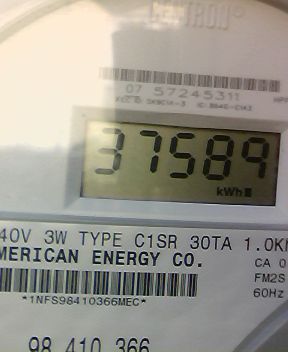 CENTRON®
07 57245311
37589
kWh
40V 3W TYPE C1SR 30TA 1.0K
MERICAN ENERGY CO.
CA 0
FM2S
60Hz
*1NFS98410366MEC*
98 410 366